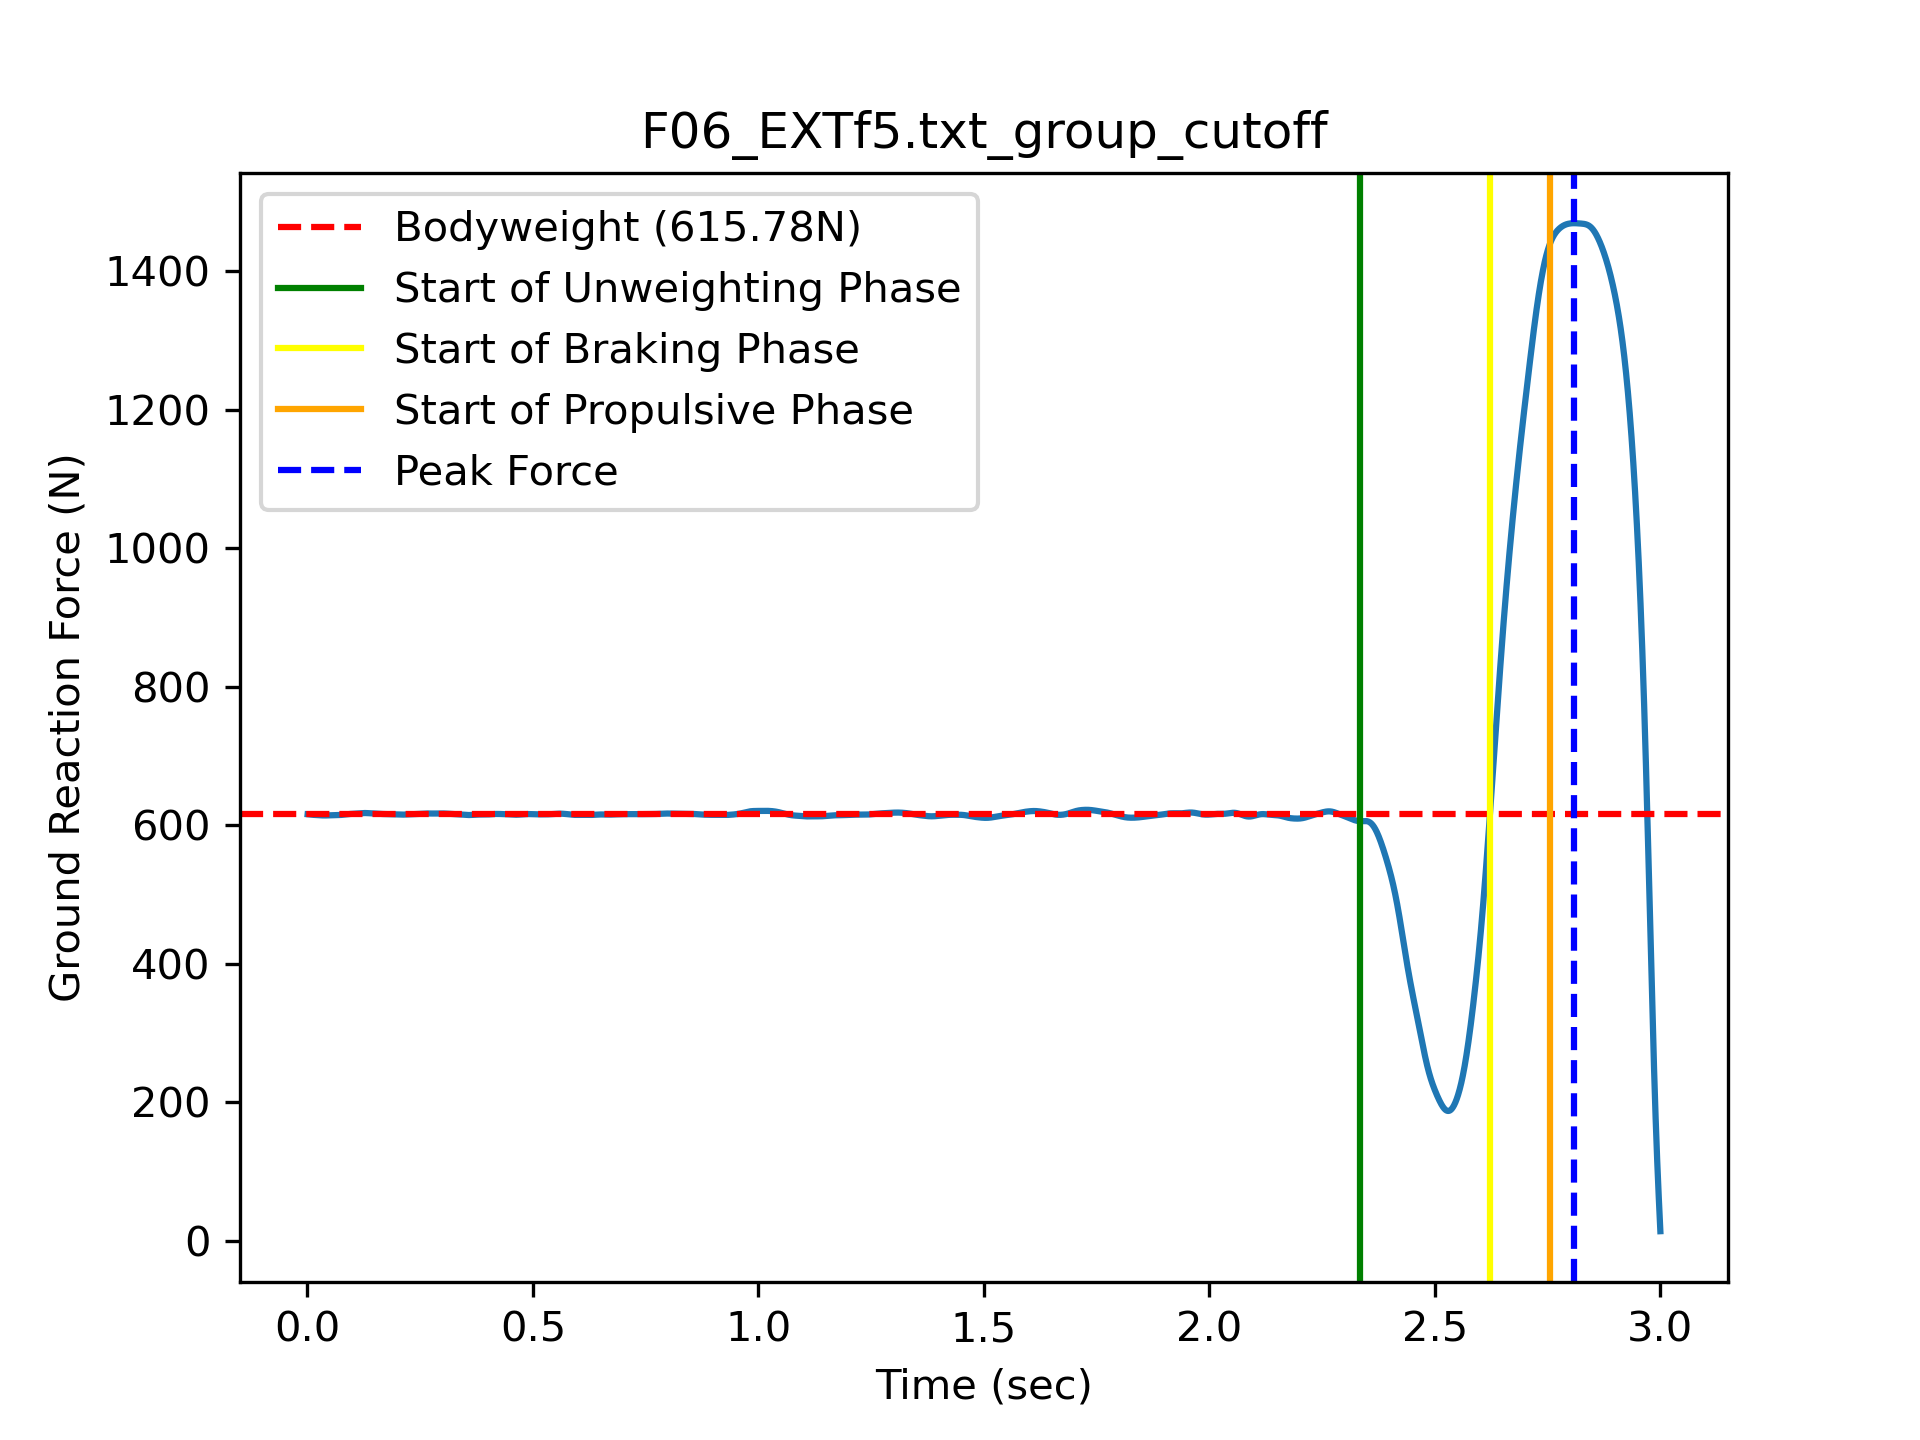 F06_EXTf5.txt_group_cutoff
Bodyweight (615.78N)
Start of Unweighting Phase
Start of Braking Phase
Start of Propulsive Phase
Peak Force
Ground Reaction Force (N)
1400
1200
1000
800
600
400
200
0
0.0 0.5 1.0 1.5 2.0 2.5 3.0
Time (sec)